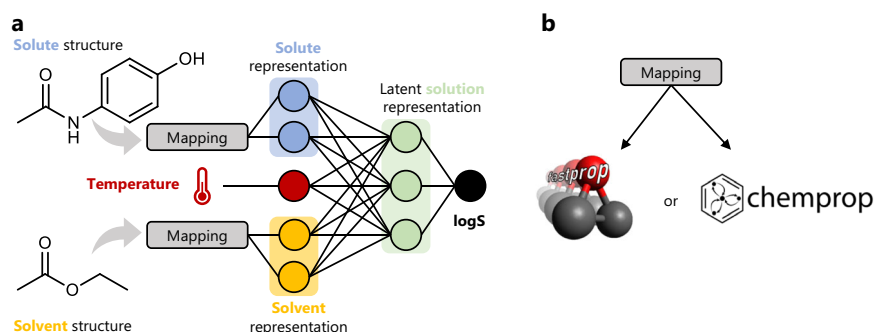 a
Solute structure
O
OH
N
H
Mapping
Solute
representation
Latent solution
representation
Temperature
logS
Mapping
O
O
Solvent structure
Solvent
representation
b
Mapping
fastprop
or
chemprop